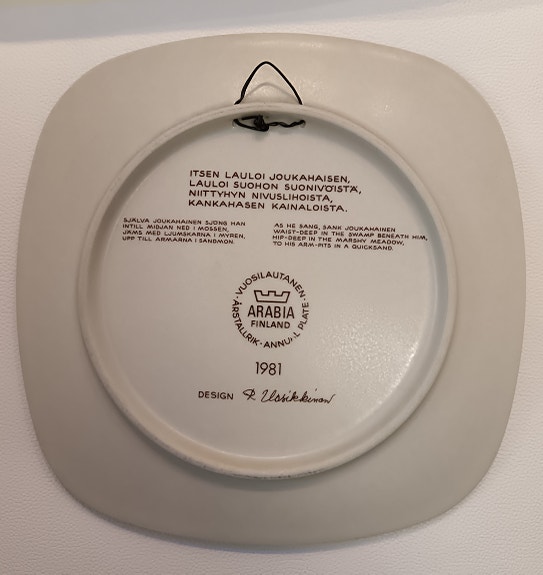 ITSEN LAULOI JOUKAHAISEN,
LAULOI SUOHON SUONIVÖISTÄ,
NIITTYHYN NIVUSLIHOISTA,
KANKAHASEN KAINALOISTA.
SJÄLVA JOUKAHAINEN SJÖNG HAN
INTILL MIDJAN NED I MOSSEN,
JÄMS MED LJUMSKARNA I MYREN,
UPP TILL ARMARNA I SANDMON.
AS HE SANG, SANK JOUKAHAINEN
WAIST-DEEP IN THE SWAMP BENEATH HIM,
HIP-DEEP IN THE MARSHY MEADOW,
TO HIS ARM-PITS IN A QUICKSAND.
VUOSILAUTANEN·
ARABIA
FINLAND
ÅRSTALLRIK·ANNUAL PLATE·
1981
DESIGN R. Uosikkinen